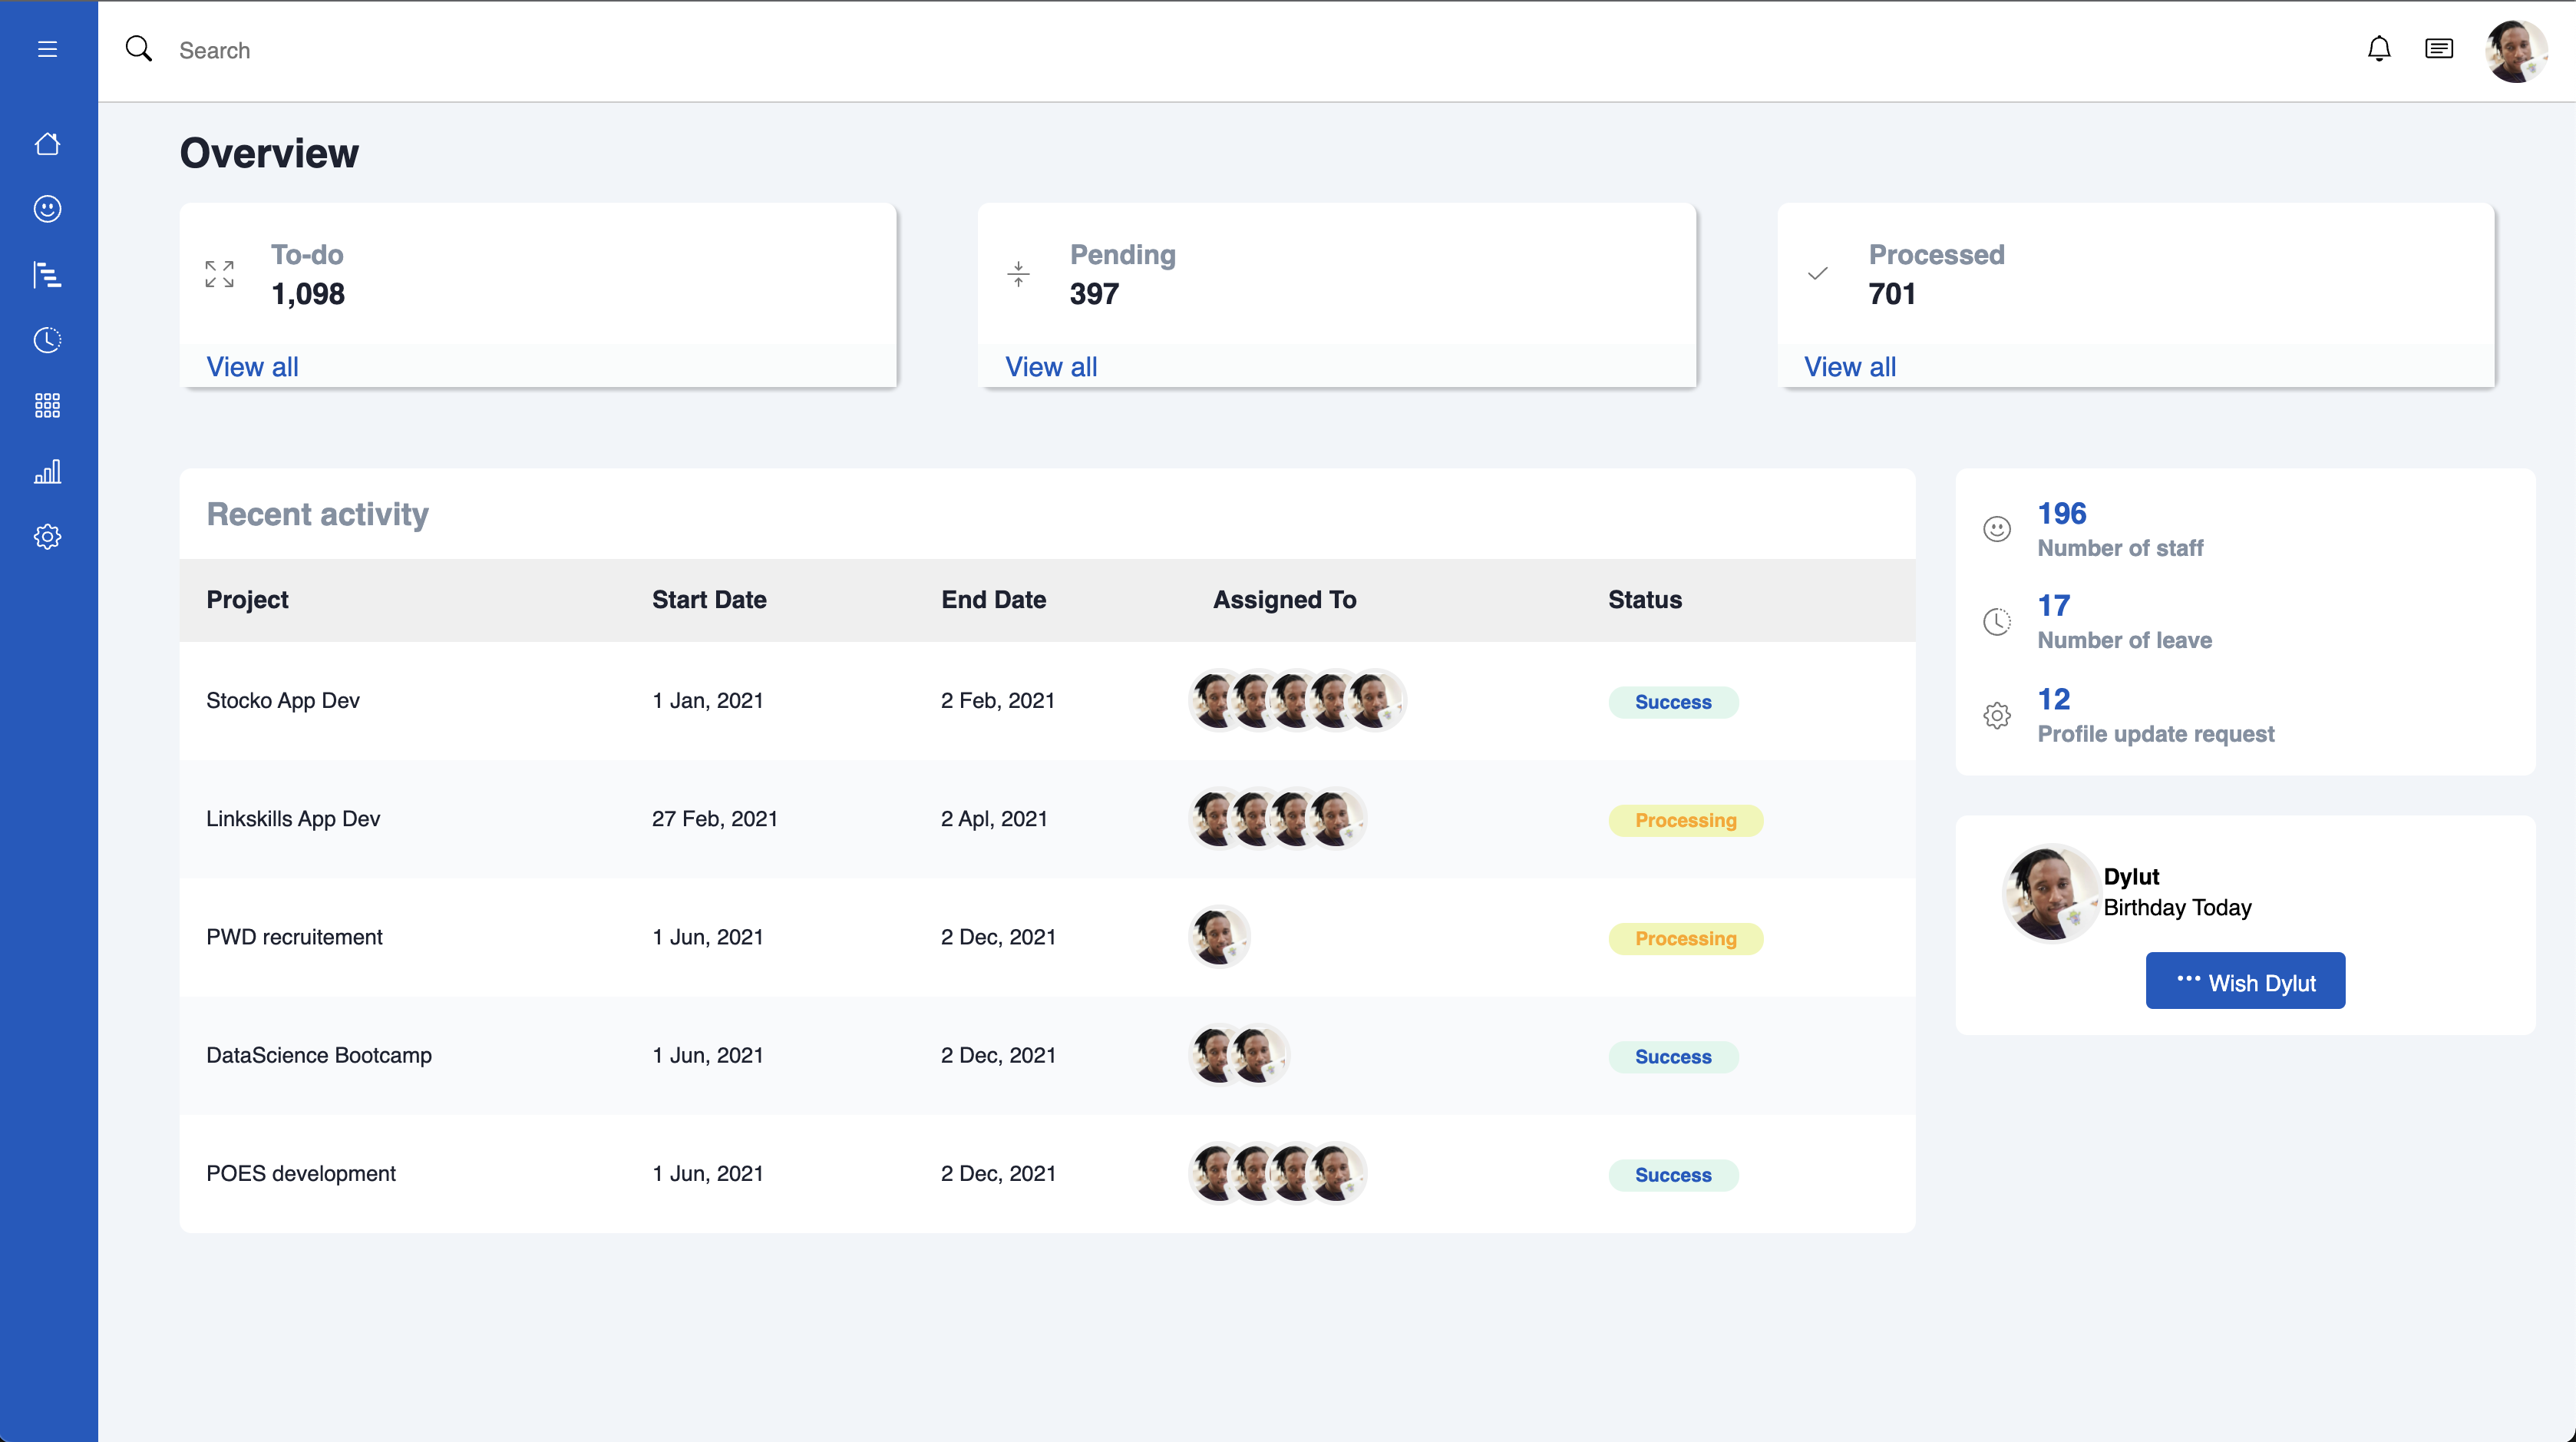 Search
Overview
To-do
1,098
View all
Pending
397
View all
Processed
701
View all
Recent activity
Project Start Date End Date Assigned To Status
Stocko App Dev 1 Jan, 2021 2 Feb, 2021 Success
Linkskills App Dev 27 Feb, 2021 2 Apl, 2021 Processing
PWD recruitement 1 Jun, 2021 2 Dec, 2021 Processing
DataScience Bootcamp 1 Jun, 2021 2 Dec, 2021 Success
POES development 1 Jun, 2021 2 Dec, 2021 Success
196
Number of staff
17
Number of leave
12
Profile update request
Dylut
Birthday Today
··· Wish Dylut